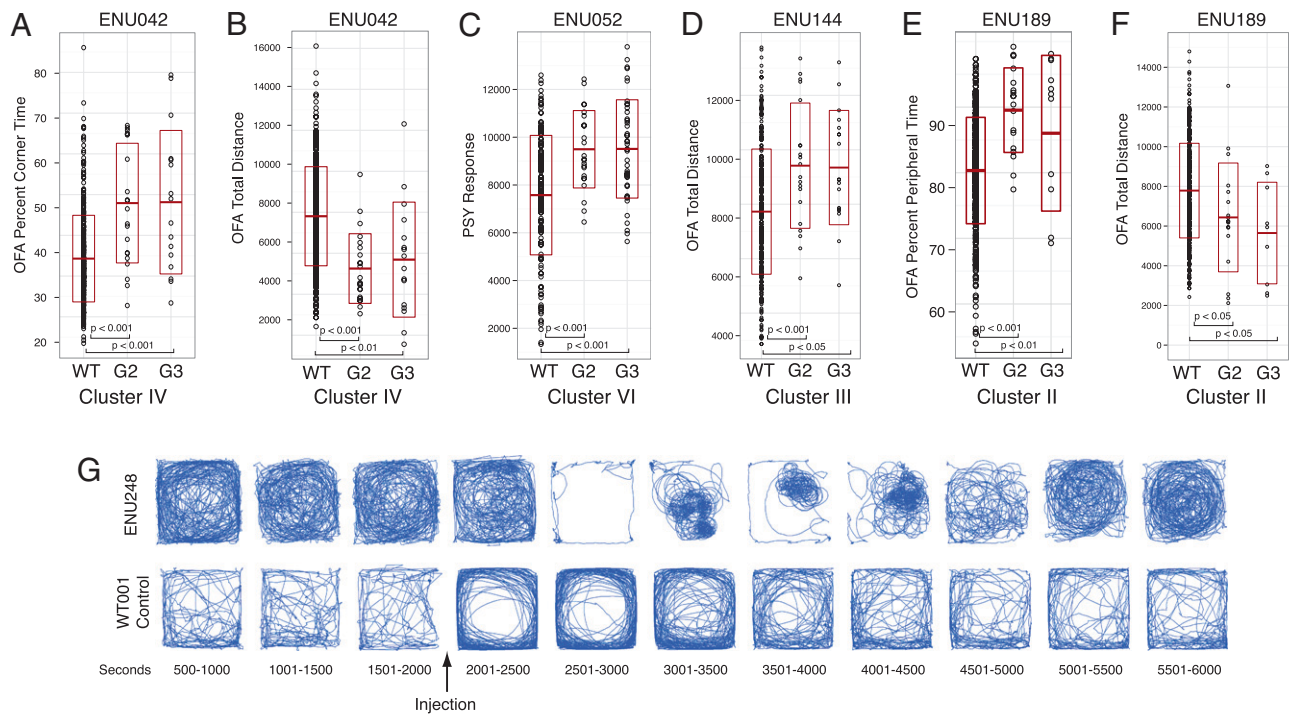 A
ENU042
OFA Percent Corner Time
80
70
60
50
40
30
20
p < 0.001
p < 0.001
WT G2 G3
Cluster IV
B
ENU042
OFA Total Distance
16000
14000
12000
10000
8000
6000
4000
2000
p < 0.001
p < 0.01
WT G2 G3
Cluster IV
C
ENU052
PSY Response
12000
10000
8000
6000
4000
2000
p < 0.001
p < 0.001
WT G2 G3
Cluster VI
D
ENU144
OFA Total Distance
12000
10000
8000
6000
4000
p < 0.001
p < 0.05
WT G2 G3
Cluster III
E
ENU189
OFA Percent Peripheral Time
90
80
70
60
p < 0.001
p < 0.01
WT G2 G3
Cluster II
F
ENU189
OFA Total Distance
14000
12000
10000
8000
6000
4000
2000
0
p < 0.05
p < 0.05
WT G2 G3
Cluster II
G
ENU248
WT001
Control
Seconds 500-1000 1001-1500 1501-2000 2001-2500 2501-3000 3001-3500 3501-4000 4001-4500 4501-5000 5001-5500 5501-6000
Injection